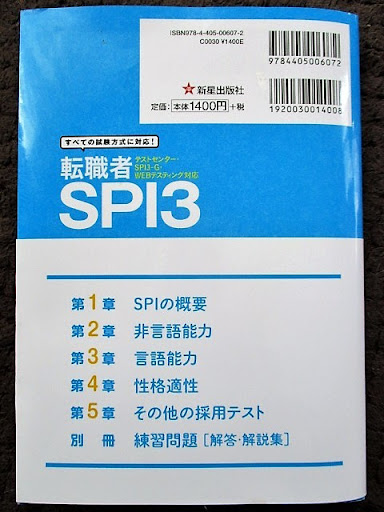 ISBN978-4-405-00607-2
C0030 ¥1400E
9784405006072
新星出版社
定価:本体1400円+税
1920030014008
すべての試験方式に対応!
転職者
テストセンター・
SPI3-G・
WEBテスティング対応
SPI3
第1章 SPIの概要
第2章 非言語能力
第3章 言語能力
第4章 性格適性
第5章 その他の採用テスト
別冊 練習問題[解答・解説集]